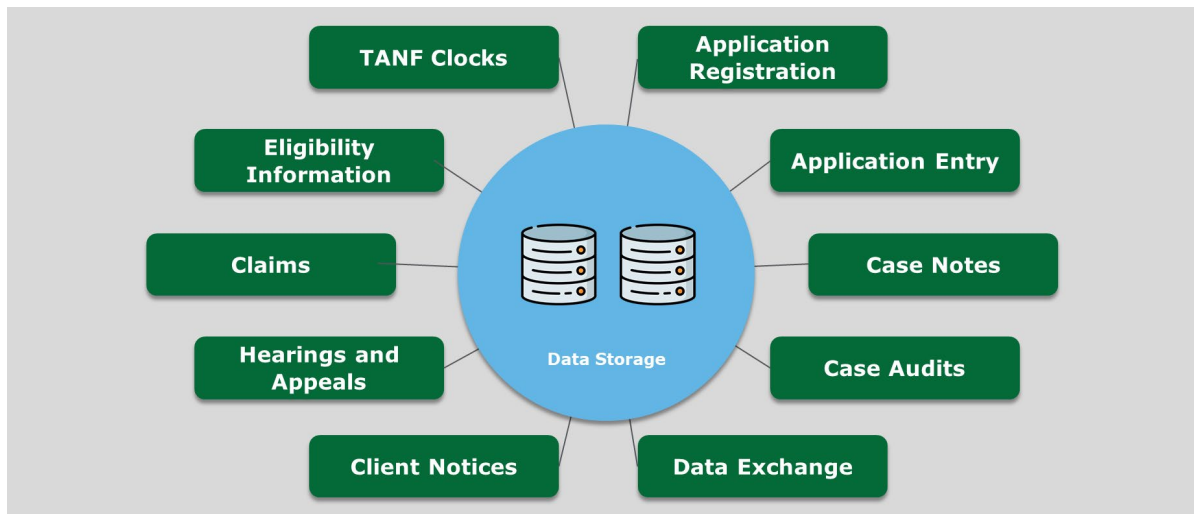 TANF Clocks
Application
Registration
Eligibility
Information
Application Entry
Claims
Case Notes
Data Storage
Hearings and
Appeals
Case Audits
Client Notices
Data Exchange